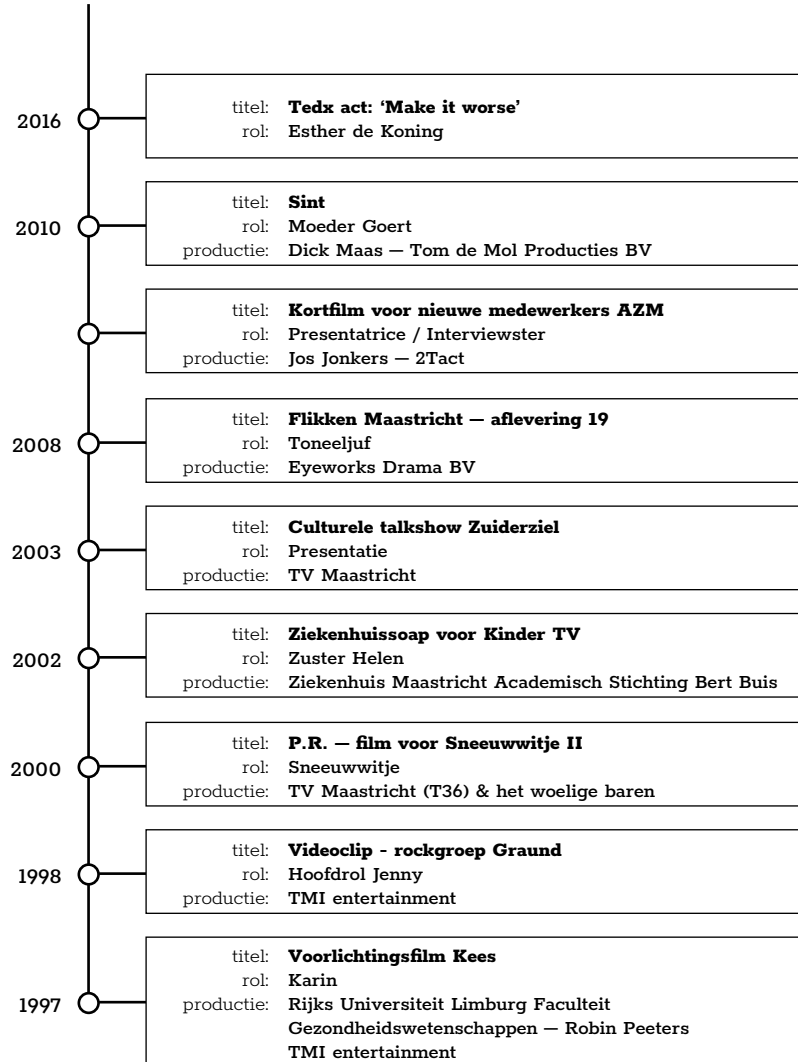 2016
titel: Tedx act: ‘Make it worse’
rol: Esther de Koning
2010
titel: Sint
rol: Moeder Goert
productie: Dick Maas — Tom de Mol Producties BV
titel: Kortfilm voor nieuwe medewerkers AZM
rol: Presentatrice / Interviewster
productie: Jos Jonkers — 2Tact
2008
titel: Flikken Maastricht — aflevering 19
rol: Toneeljuf
productie: Eyeworks Drama BV
2003
titel: Culturele talkshow Zuiderziel
rol: Presentatie
productie: TV Maastricht
2002
titel: Ziekenhuissoap voor Kinder TV
rol: Zuster Helen
productie: Ziekenhuis Maastricht Academisch Stichting Bert Buis
2000
titel: P.R. — film voor Sneeuwwitje II
rol: Sneeuwwitje
productie: TV Maastricht (T36) & het woelige baren
1998
titel: Videoclip - rockgroep Graund
rol: Hoofdrol Jenny
productie: TMI entertainment
1997
titel: Voorlichtingsfilm Kees
rol: Karin
productie: Rijks Universiteit Limburg Faculteit
Gezondheidswetenschappen — Robin Peeters
TMI entertainment